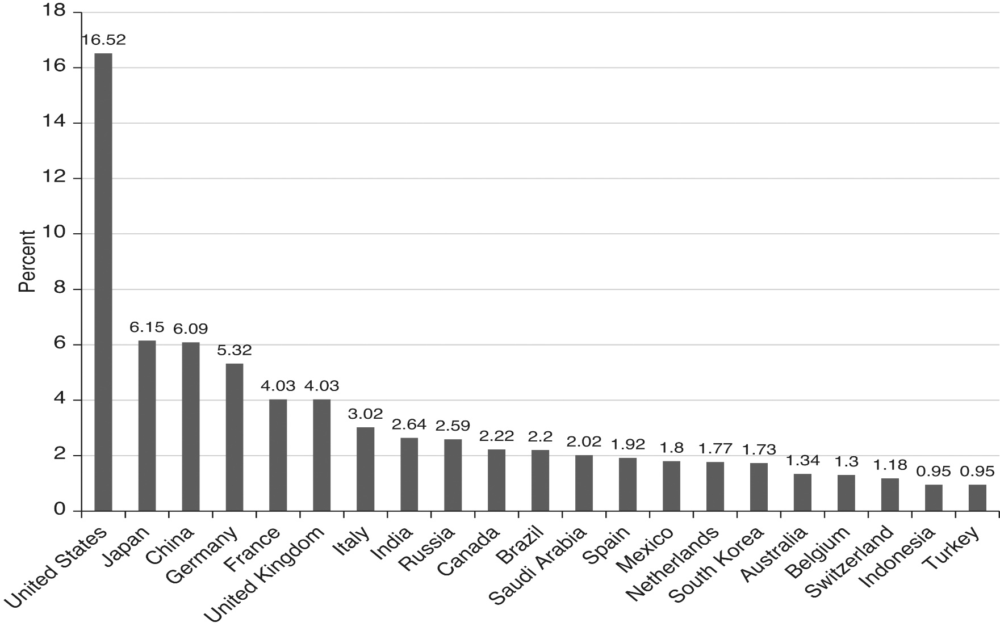 Percent
18
16
14
12
10
8
6
4
2
0
16.52
6.15
6.09
5.32
4.03
4.03
3.02
2.64
2.59
2.22
2.2
2.02
1.92
1.8
1.77
1.73
1.34
1.3
1.18
0.95
0.95
United States
Japan
China
Germany
France
United Kingdom
Italy
India
Russia
Canada
Brazil
Saudi Arabia
Spain
Mexico
Netherlands
South Korea
Australia
Belgium
Switzerland
Indonesia
Turkey